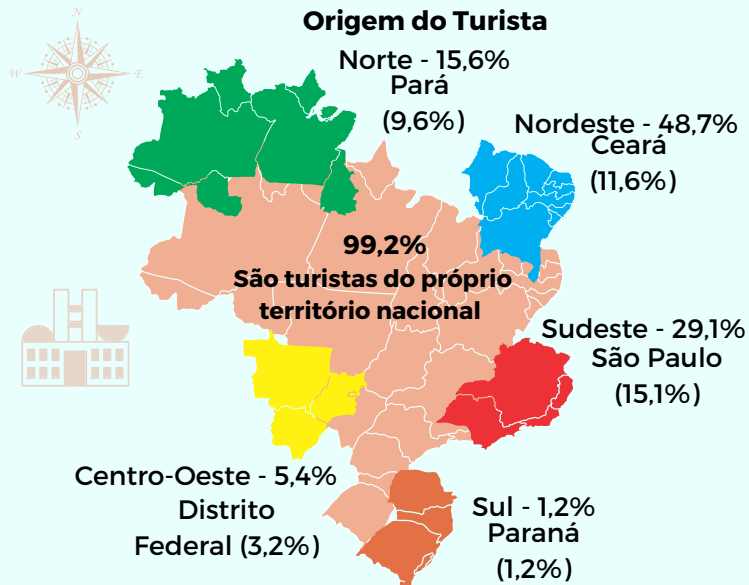 Origem do Turista
N
W
E
S
Norte - 15,6%
Pará
(9,6%)
Nordeste - 48,7%
Ceará
(11,6%)
99,2%
São turistas do próprio
território nacional
Sudeste - 29,1%
São Paulo
(15,1%)
Centro-Oeste - 5,4%
Distrito
Federal (3,2%)
Sul - 1,2%
Paraná
(1,2%)